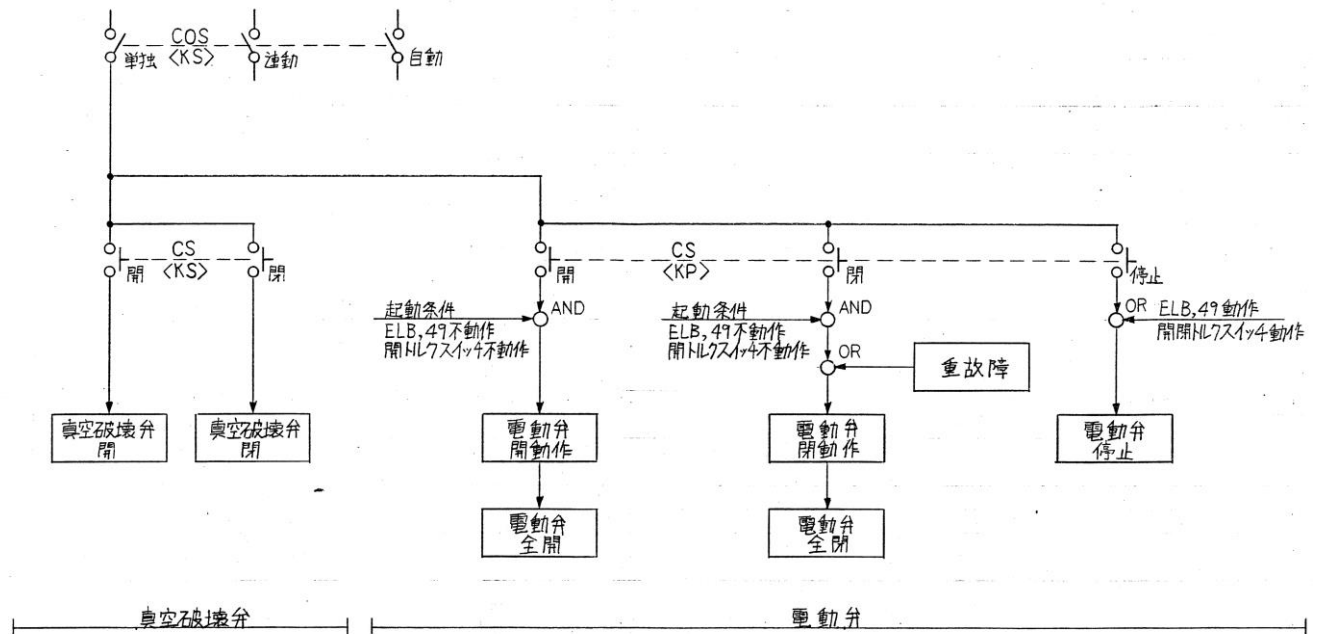 COS
単独 <KS> 連動 自動
CS
開 <KS> 閉
CS
開 <KP> 閉 停止
起動条件 AND
ELB,49不動作
開トルクスイッチ不動作
起動条件 AND
ELB,49不動作
開トルクスイッチ不動作
OR
重故障
OR ELB,49動作
開閉トルクスイッチ動作
真空破壊弁
開
真空破壊弁
閉
電動弁
開動作
電動弁
閉動作
電動弁
停止
電動弁
全開
電動弁
全閉
真空破壊弁
電動弁